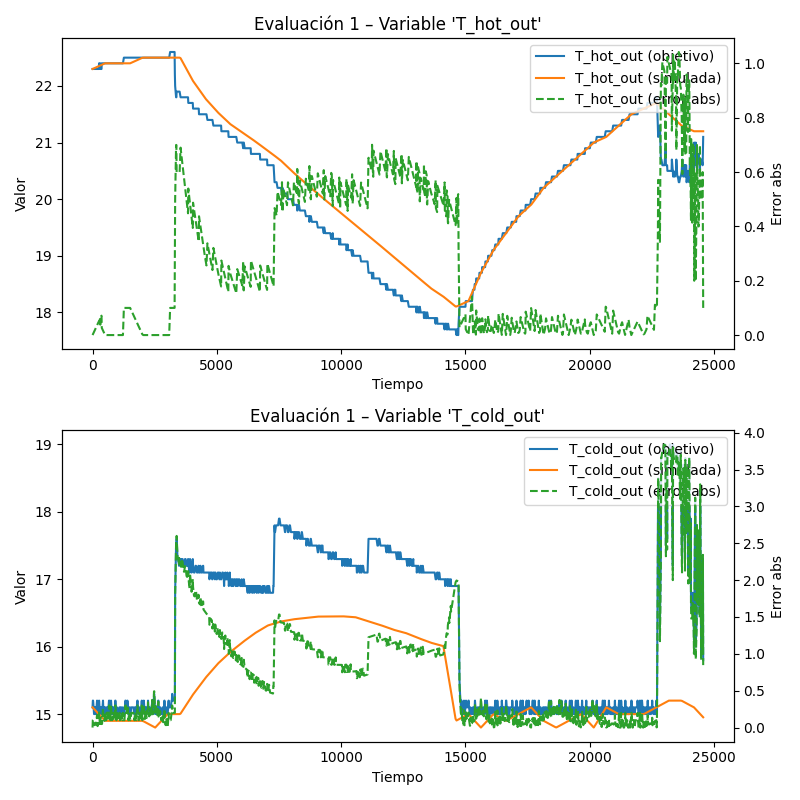 Evaluación 1 – Variable 'T_hot_out'
T_hot_out (objetivo)
T_hot_out (simulada)
T_hot_out (error abs)
22
21
20
19
18
Valor
1.0
0.8
0.6
0.4
0.2
0.0
Error abs
0 5000 10000 15000 20000 25000
Tiempo
Evaluación 1 – Variable 'T_cold_out'
T_cold_out (objetivo)
T_cold_out (simulada)
T_cold_out (error abs)
19
18
17
16
15
Valor
4.0
3.5
3.0
2.5
2.0
1.5
1.0
0.5
0.0
Error abs
0 5000 10000 15000 20000 25000
Tiempo